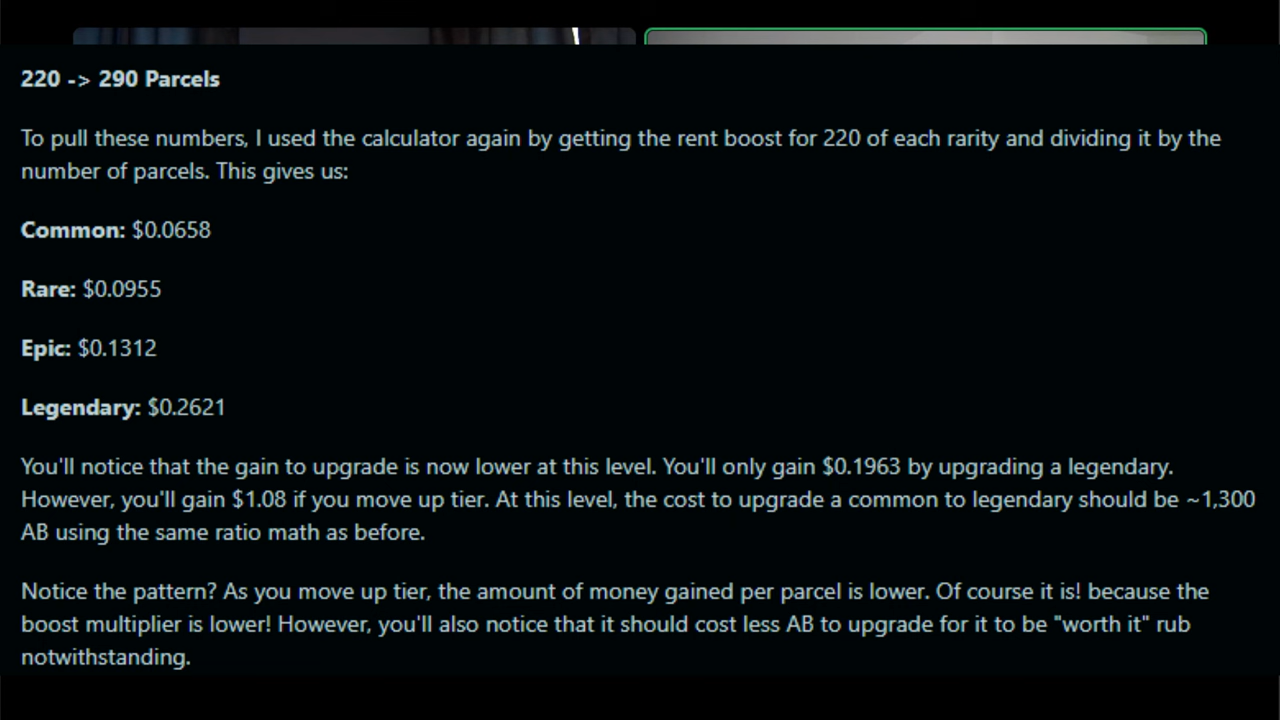 220 -> 290 Parcels
To pull these numbers, I used the calculator again by getting the rent boost for 220 of each rarity and dividing it by the
number of parcels. This gives us:
Common: $0.0658
Rare: $0.0955
Epic: $0.1312
Legendary: $0.2621
You'll notice that the gain to upgrade is now lower at this level. You'll only gain $0.1963 by upgrading a legendary.
However, you'll gain $1.08 if you move up tier. At this level, the cost to upgrade a common to legendary should be ~1,300
AB using the same ratio math as before.
Notice the pattern? As you move up tier, the amount of money gained per parcel is lower. Of course it is! because the
boost multiplier is lower! However, you'll also notice that it should cost less AB to upgrade for it to be "worth it" rub
notwithstanding.